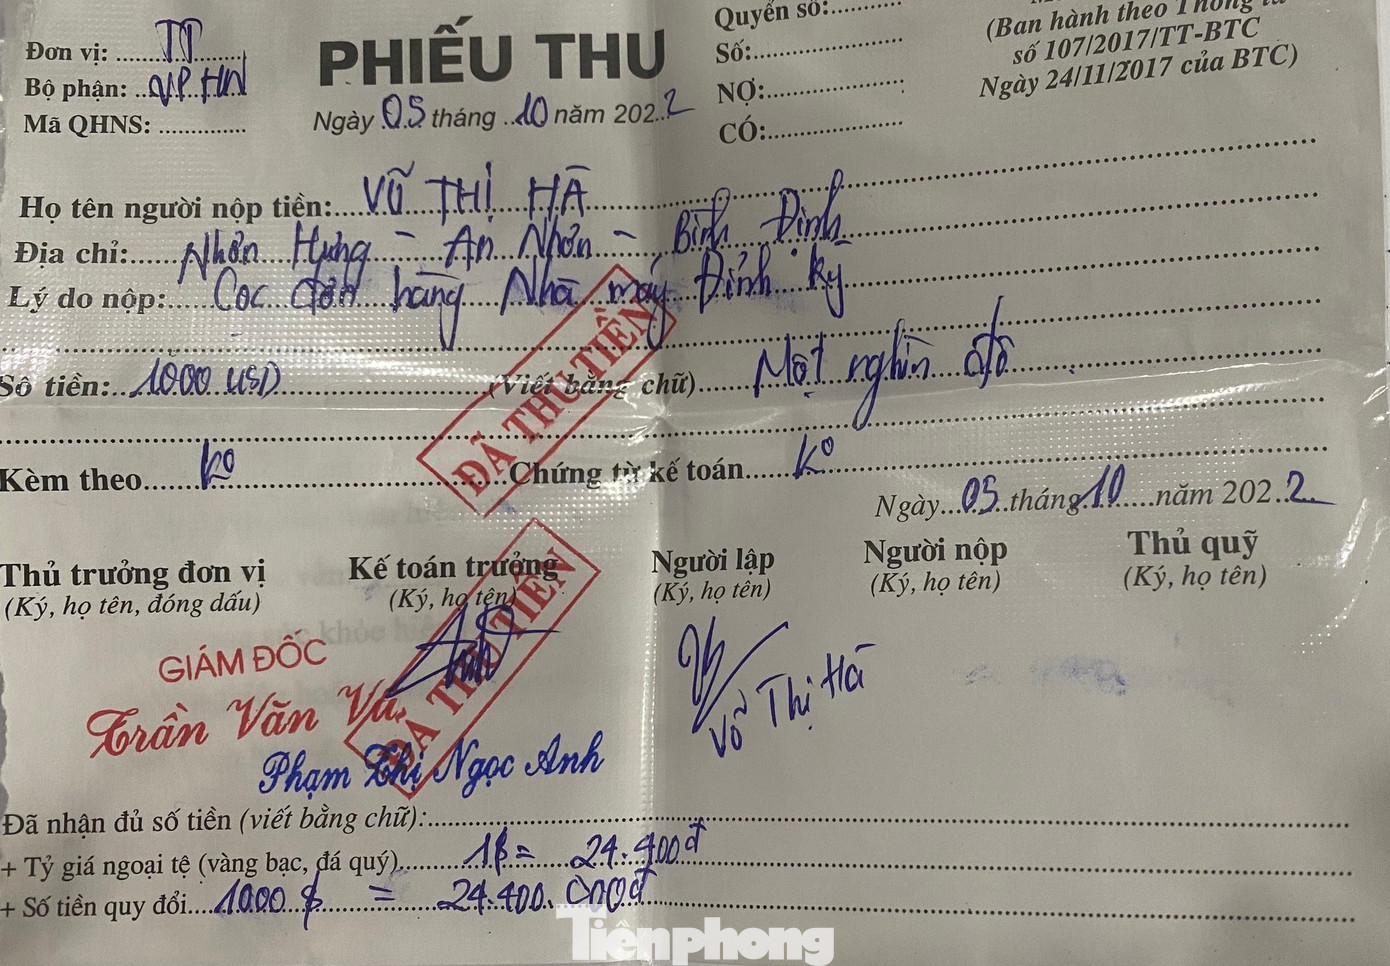 Đơn vị: TT
Bộ phận: VP. HN
Mã QHNS:
PHIẾU THU
Ngày 05 tháng 10 năm 2022
Quyển số:
Số:
NỢ:
CÓ:
(Ban hành theo Thông
số 107/2017/TT-BTC
Ngày 24/11/2017 của BTC)
Họ tên người nộp tiền: VÕ THỊ HÀ
Địa chỉ: Nhơn Hưng - An Nhơn - Bình Định
Lý do nộp: Cọc đơn hàng Nhà máy Đinh Ký
Số tiền: 1000 USD (Viết bằng chữ) Một nghìn đô
Kèm theo K° Chứng từ kế toán K°
ĐÃ THU TIỀN
Ngày 05 tháng 10 năm 2022
Thủ trưởng đơn vị Kế toán trưởng Người lập Người nộp Thủ quỹ
(Ký, họ tên, đóng dấu) (Ký, họ tên) (Ký, họ tên) (Ký, họ tên) (Ký, họ tên)
ĐÃ THU TIỀN
GIÁM ĐỐC
Trần Văn
Võ Thị Hà
Phạm Thị Ngọc Anh
Đã nhận đủ số tiền (viết bằng chữ):
+ Tỷ giá ngoại tệ (vàng bạc, đá quý) 1$ = 24.400đ
+ Số tiền quy đổi 1000 $ = 24.400.000đ
Tienphong